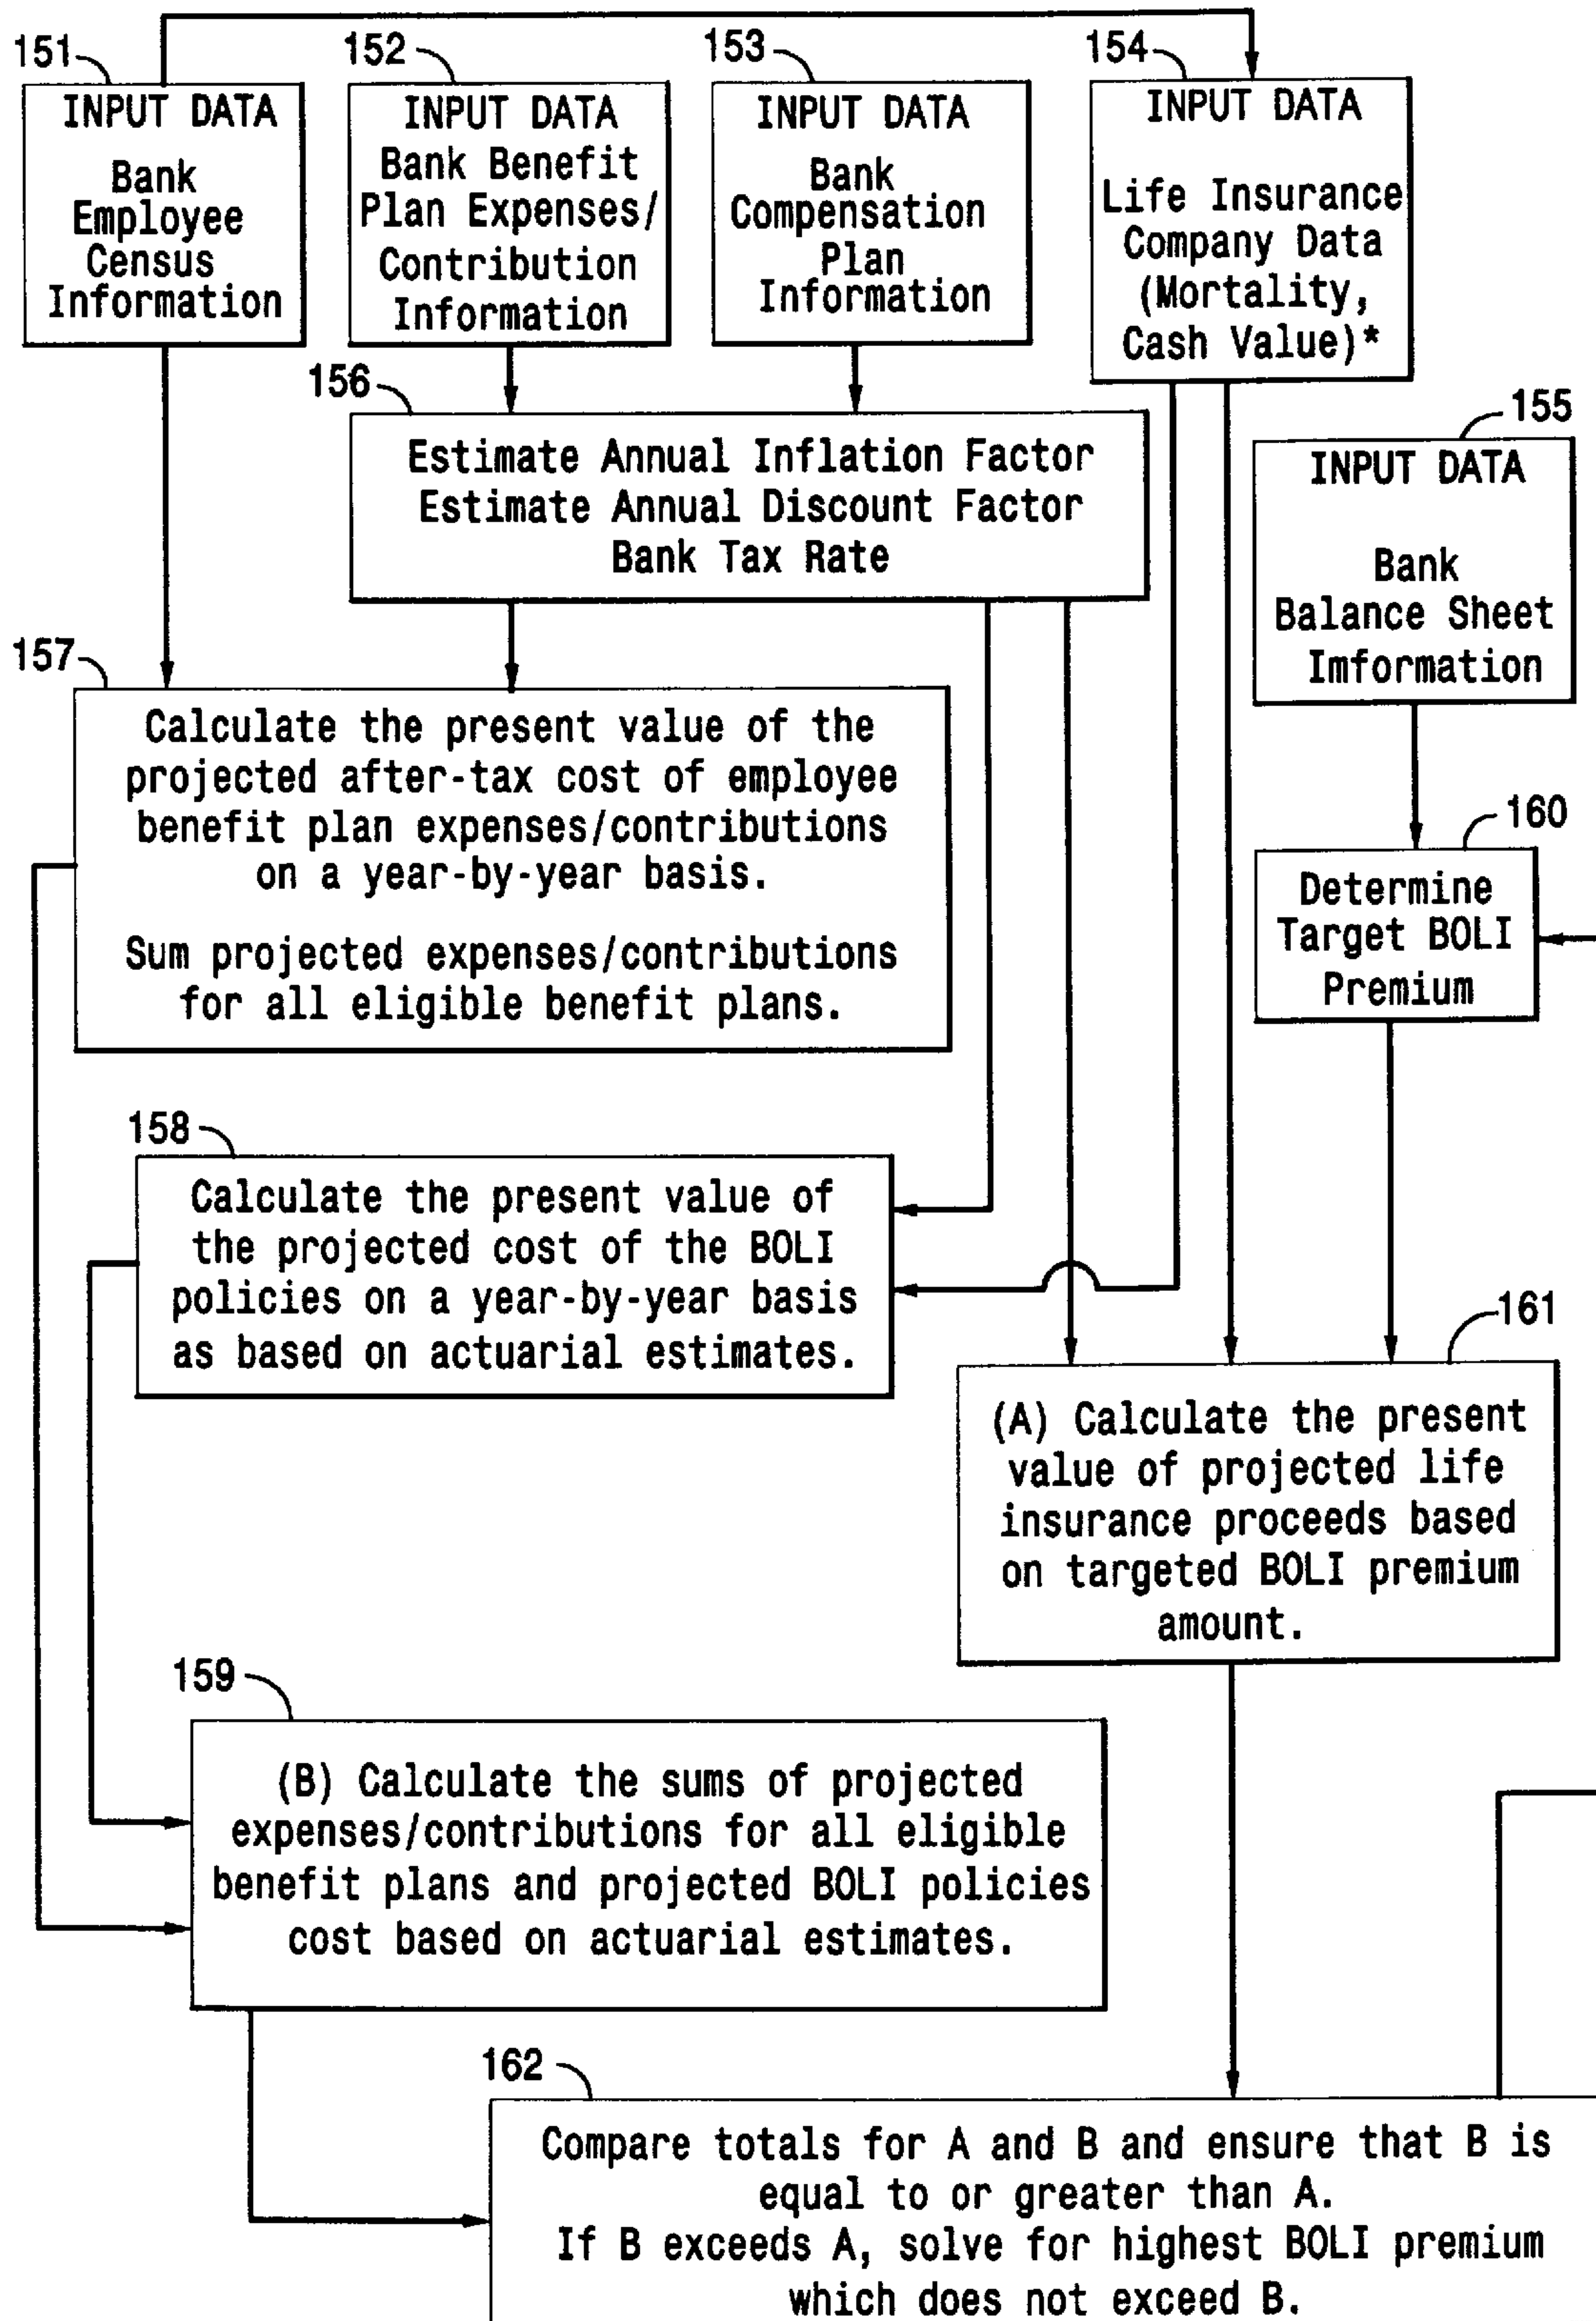 151
INPUT DATA
Bank
Employee
Census
Information
152
INPUT DATA
Bank Benefit
Plan Expenses/
Contribution
Information
153
INPUT DATA
Bank
Compensation
Plan
Information
154
INPUT DATA
Life Insurance
Company Data
(Mortality,
Cash Value)*
155
INPUT DATA
Bank
Balance Sheet
Imformation
156
Estimate Annual Inflation Factor
Estimate Annual Discount Factor
Bank Tax Rate
157
Calculate the present value of the
projected after-tax cost of employee
benefit plan expenses/contributions
on a year-by-year basis.
Sum projected expenses/contributions
for all eligible benefit plans.
160
Determine
Target BOLI
Premium
158
Calculate the present value of
the projected cost of the BOLI
policies on a year-by-year basis
as based on actuarial estimates.
161
(A) Calculate the present
value of projected life
insurance proceeds based
on targeted BOLI premium
amount.
159
(B) Calculate the sums of projected
expenses/contributions for all eligible
benefit plans and projected BOLI policies
cost based on actuarial estimates.
162
Compare totals for A and B and ensure that B is
equal to or greater than A.
If B exceeds A, solve for highest BOLI premium
which does not exceed B.